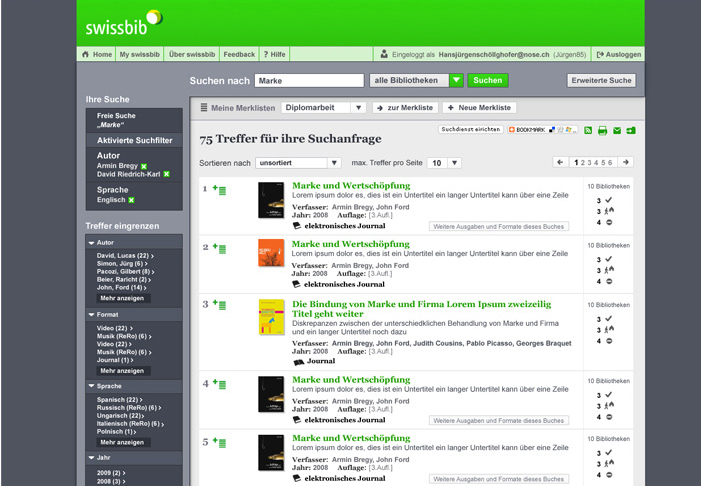 swissbib
Home My swissbib Über swissbib Feedback ? Hilfe Eingeloggt als Hansjürgenschöllghofer@nose.ch (Jürgen85) Ausloggen
Suchen nach Marke alle Bibliotheken Suchen Erweiterte Suche
Ihre Suche
Freie Suche
„Marke“
Aktivierte Suchfilter
Autor
Armin Bregy
David Riedrich-Karl
Sprache
Englisch
Treffer eingrenzen
Autor
David, Lucas (22)
Simon, Jürg (6)
Pacozi, Gilbert (8)
Beier, Raricht (2)
John, Ford (14)
Mehr anzeigen
Format
Video (22)
Musik (ReRo) (6)
Video (22)
Musik (ReRo) (6)
Journal (1)
Mehr anzeigen
Sprache
Spanisch (22)
Russisch (ReRo) (6)
Ungarisch (22)
Italienisch (ReRo) (6)
Polnisch (1)
Mehr anzeigen
Jahr
2009 (2)
2008 (3)
Meine Merklisten Diplomarbeit zur Merkliste + Neue Merkliste
Suchdienst einrichten BOOKMARK
75 Treffer für ihre Suchanfrage
Sortieren nach unsortiert max. Treffer pro Seite 10 1 2 3 4 5 6
1 Marke und Wertschöpfung 10 Bibliotheken
Lorem ipsum dolor es, dies ist ein Untertitel ein langer Untertitel kann über eine Zeile
3
Verfasser: Armin Bregy, John Ford
3
Jahr: 2008 Auflage: [3.Aufl.]
4
elektronisches Journal Weitere Ausgaben und Formate dieses Buches
2 Marke und Wertschöpfung 10 Bibliotheken
Lorem ipsum dolor es, dies ist ein Untertitel ein langer Untertitel kann über eine Zeile
3
Verfasser: Armin Bregy, John Ford
3
Jahr: 2008 Auflage: [3.Aufl.]
4
elektronisches Journal
3 Die Bindung von Marke und Firma Lorem Ipsum zweizeilig 10 Bibliotheken
Titel geht weiter
3
Diskrepanzen zwischen der unterschiedlichen Behandlung von Marke und Firma
3
und ein langer Untertitel noch dazu
4
Verfasser: Armin Bregy, John Ford, Judith Cousins, Pablo Picasso, Georges Braquet
Jahr: 2008 Auflage: [3.Aufl.]
Journal
4 Marke und Wertschöpfung 10 Bibliotheken
Lorem ipsum dolor es, dies ist ein Untertitel ein langer Untertitel kann über eine Zeile
3
Verfasser: Armin Bregy, John Ford
3
Jahr: 2008 Auflage: [3.Aufl.]
4
elektronisches Journal Weitere Ausgaben und Formate dieses Buches
5 Marke und Wertschöpfung 10 Bibliotheken
Lorem ipsum dolor es, dies ist ein Untertitel ein langer Untertitel kann über eine Zeile
3
Verfasser: Armin Bregy, John Ford
3
Jahr: 2008 Auflage: [3.Aufl.]
4
elektronisches Journal Weitere Ausgaben und Formate dieses Buches